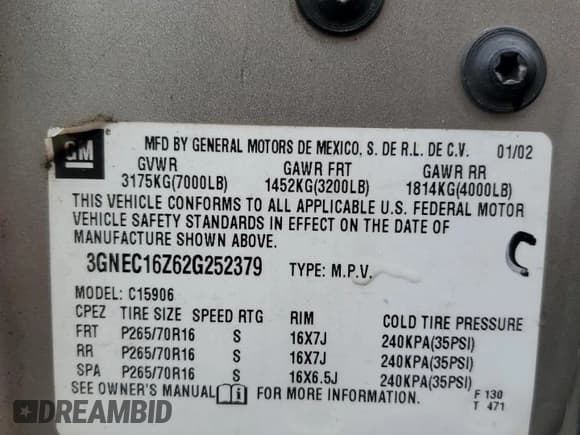 GM
MFD BY GENERAL MOTORS DE MEXICO, S. DE R.L. DE C.V. 01/02
GVWR GAWR FRT GAWR RR
3175KG(7000LB) 1452KG(3200LB) 1814KG(4000LB)
THIS VEHICLE CONFORMS TO ALL APPLICABLE U.S. FEDERAL MOTOR
VEHICLE SAFETY STANDARDS IN EFFECT ON THE DATE OF
MANUFACTURE SHOWN ABOVE.
C
3GNEC16Z62G252379 TYPE: M.P.V.
MODEL: C15906
CPEZ TIRE SIZE SPEED RTG RIM COLD TIRE PRESSURE
FRT P265/70R16 S 16X7J 240KPA(35PSI)
RR P265/70R16 S 16X7J 240KPA(35PSI)
SPA P265/70R16 S 16X6.5J 240KPA(35PSI)
SEE OWNER'S MANUAL i FOR MORE INFORMATION.
F 130
T 471
DREAMBID